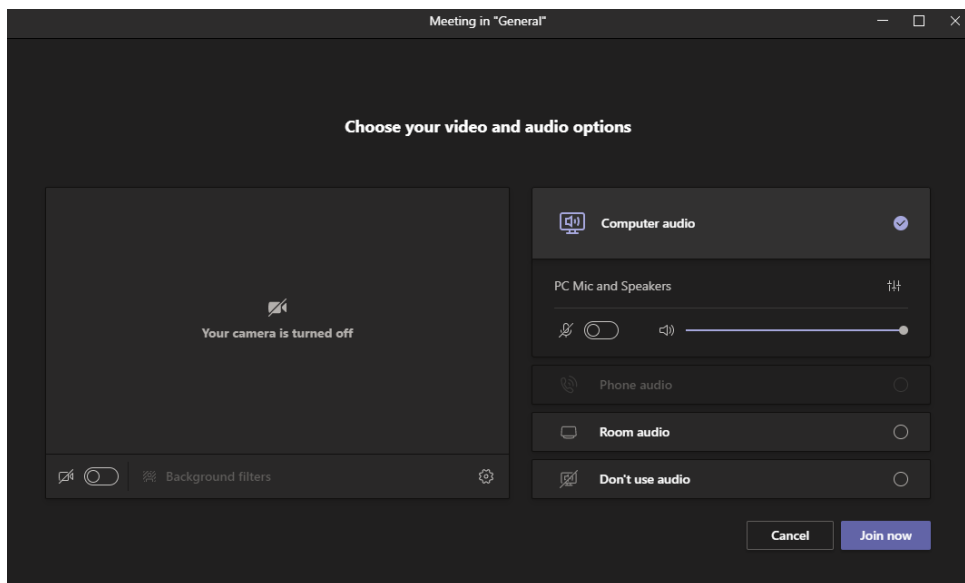 Meeting in "General"
Choose your video and audio options
Your camera is turned off
Background filters
Computer audio
PC Mic and Speakers
Phone audio
Room audio
Don't use audio
Cancel
Join now